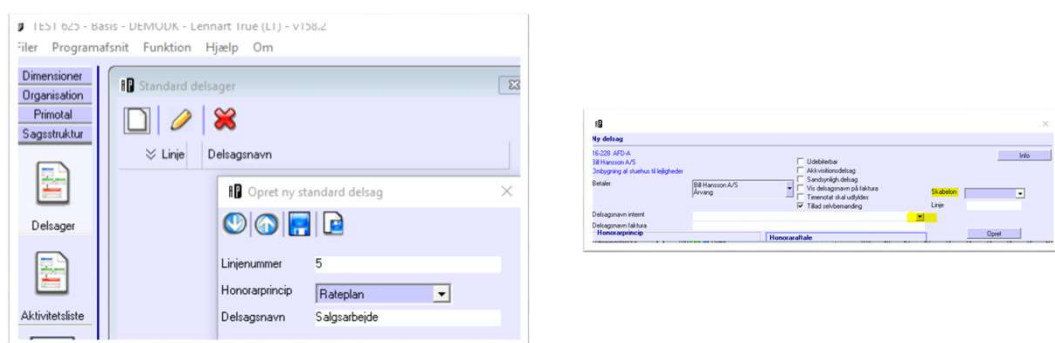 TEST 625 - Basis - DEMODK - Lennart True (LT) - v158.2
Filer Programafsnit Funktion Hjælp Om
Dimensioner
Organisation
Primotal
Sagsstruktur
Delsager
Aktivitetsliste
Standard delsager
Linje Delsagsnavn
Opret ny standard delsag
Linjenummer 5
Honorarprincip Rateplan
Delsagsnavn Salgsarbejde
Ny delsag
16-228 AFD-A
Bill Hansson A/S
Ombygning af stuehus til lejligheder
Betaler
Bill Hansson A/S
Årvang
Udebiterbar
Akkvisitionsdelsag
Sandsynligh.delsag
Vis delsagsnavn på faktura
Timenotat skal udfyldes
Tillad selvbemanding
Info
Skabelon
Linje
Delsagsnavn internt
Delsagsnavn faktura
Honorarprincip
Honoraraftale
Opret